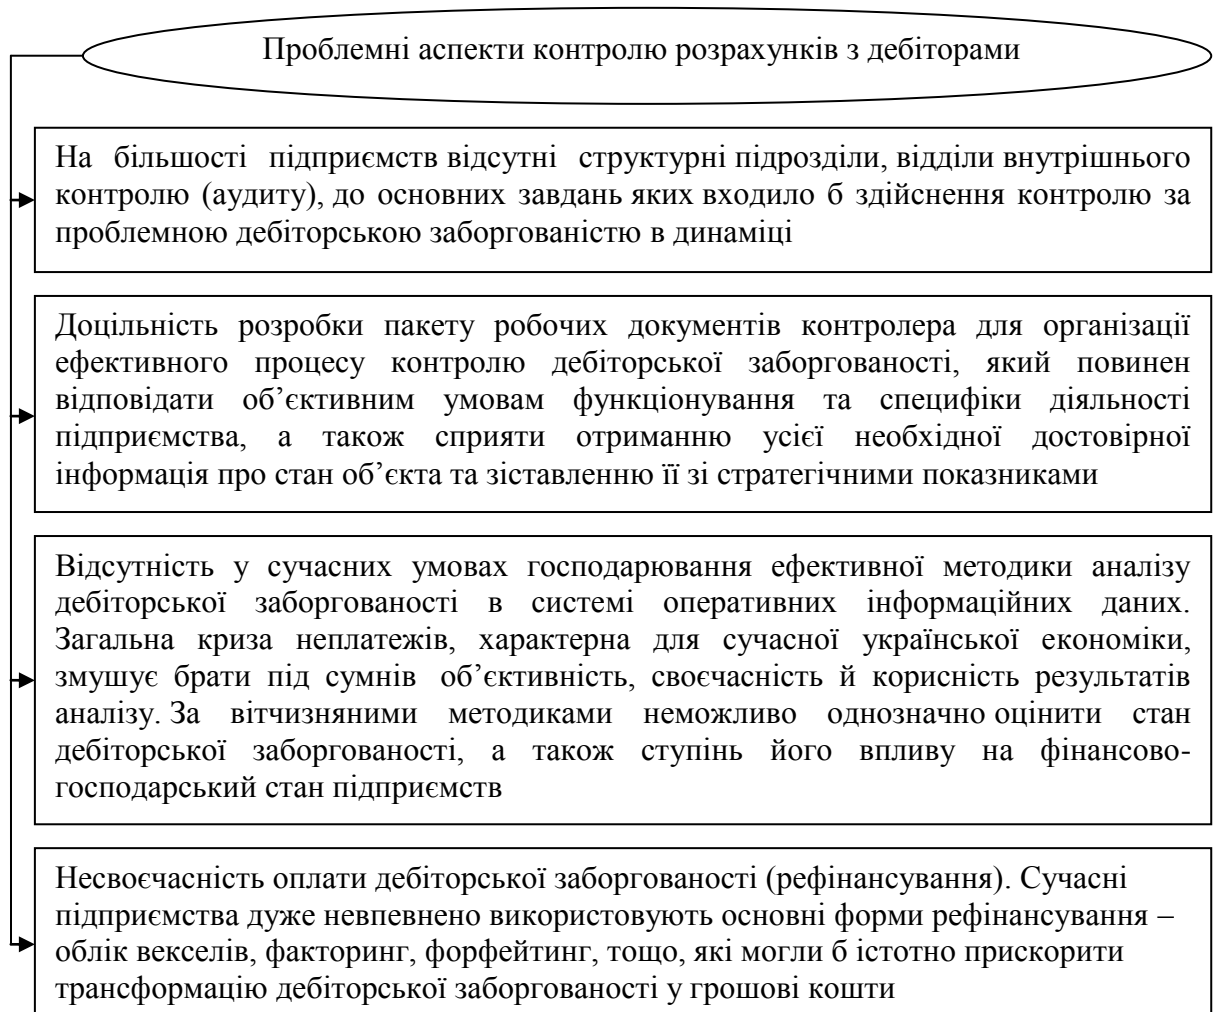 Проблемні аспекти контролю розрахунків з дебіторами
На більшості підприємств відсутні структурні підрозділи, відділи внутрішнього
контролю (аудиту), до основних завдань яких входило б здійснення контролю за
проблемною дебіторською заборгованістю в динаміці
Доцільність розробки пакету робочих документів контролера для організації
ефективного процесу контролю дебіторської заборгованості, який повинен
відповідати об’єктивним умовам функціонування та специфіки діяльності
підприємства, а також сприяти отриманню усієї необхідної достовірної
інформація про стан об’єкта та зіставленню її зі стратегічними показниками
Відсутність у сучасних умовах господарювання ефективної методики аналізу
дебіторської заборгованості в системі оперативних інформаційних даних.
Загальна криза неплатежів, характерна для сучасної української економіки,
змушує брати під сумнів об’єктивність, своєчасність й корисність результатів
аналізу. За вітчизняними методиками неможливо однозначно оцінити стан
дебіторської заборгованості, а також ступінь його впливу на фінансово-
господарський стан підприємств
Несвоєчасність оплати дебіторської заборгованості (рефінансування). Сучасні
підприємства дуже невпевнено використовують основні форми рефінансування –
облік векселів, факторинг, форфейтинг, тощо, які могли б істотно прискорити
трансформацію дебіторської заборгованості у грошові кошти